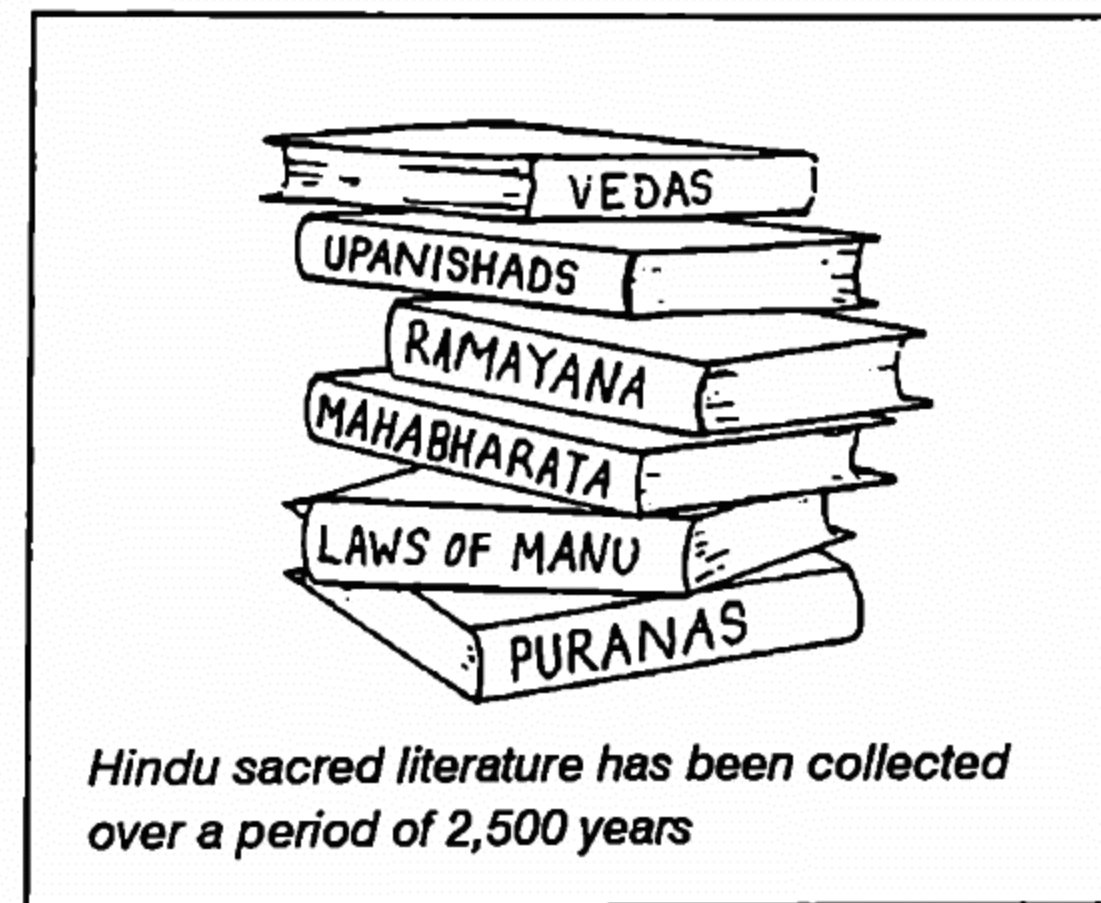 VEDAS
UPANISHADS
RAMAYANA
MAHABHARATA
LAWS OF MANU
PURANAS
Hindu sacred literature has been collected
over a period of 2,500 years